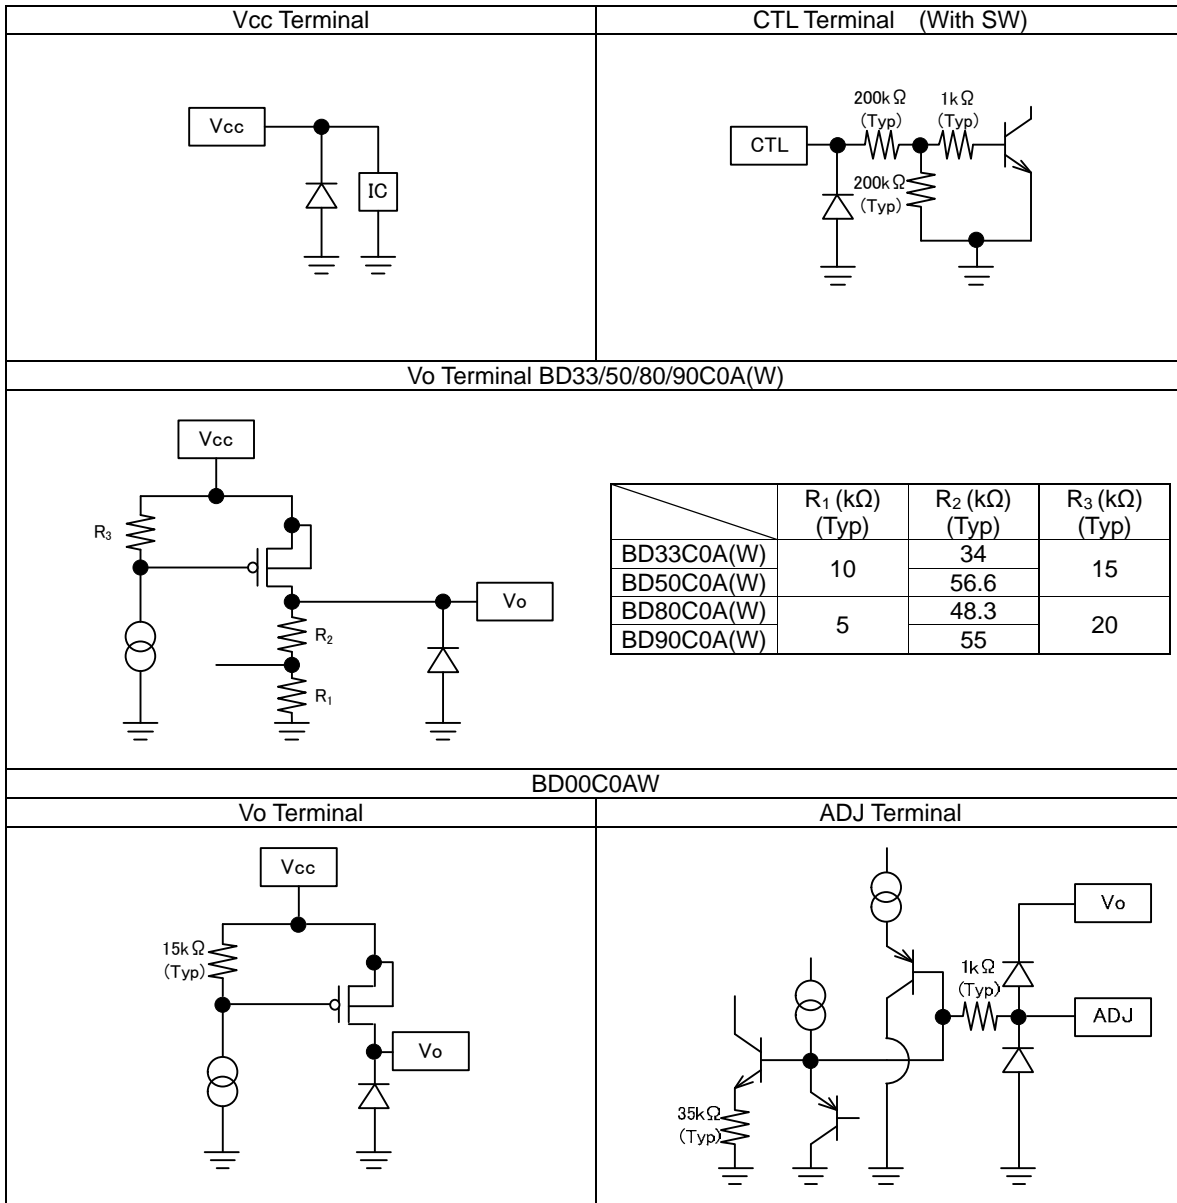 Vcc Terminal
CTL Terminal (With SW)
Vcc
IC
CTL
200kΩ
(Typ)
1kΩ
(Typ)
200kΩ
(Typ)
Vo Terminal BD33/50/80/90C0A(W)
Vcc
R3
R2
R1
Vo
R1 (kΩ)
(Typ)
R2 (kΩ)
(Typ)
R3 (kΩ)
(Typ)
BD33C0A(W) 10 34 15
BD50C0A(W) 56.6
BD80C0A(W) 5 48.3 20
BD90C0A(W) 55
BD00C0AW
Vo Terminal
ADJ Terminal
Vcc
15kΩ
(Typ)
Vo
Vo
1kΩ
(Typ)
ADJ
35kΩ
(Typ)